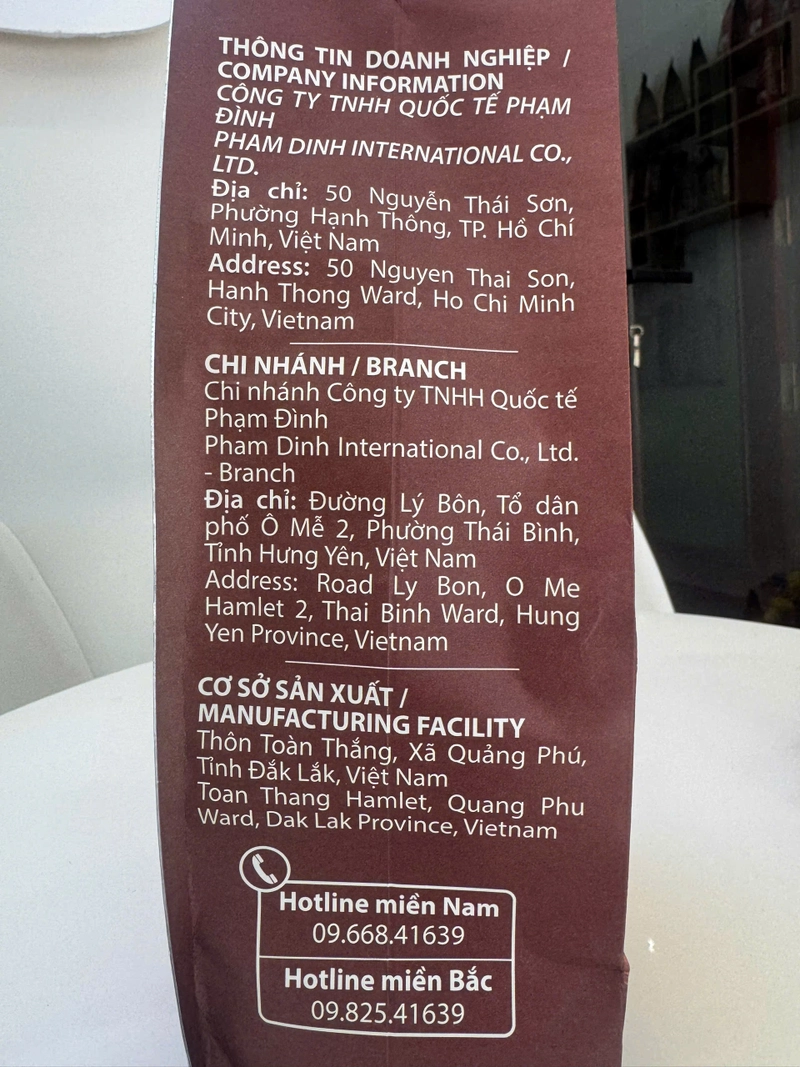 THÔNG TIN DOANH NGHIỆP /
COMPANY INFORMATION
CÔNG TY TNHH QUỐC TẾ PHẠM
ĐÌNH
PHAM DINH INTERNATIONAL CO.,
LTD.
Địa chỉ: 50 Nguyễn Thái Sơn,
Phường Hạnh Thông, TP. Hồ Chí
Minh, Việt Nam
Address: 50 Nguyen Thai Son,
Hanh Thong Ward, Ho Chi Minh
City, Vietnam
CHI NHÁNH / BRANCH
Chi nhánh Công ty TNHH Quốc tế
Phạm Đình
Pham Dinh International Co., Ltd.
- Branch
Địa chỉ: Đường Lý Bôn, Tổ dân
phố Ô Mễ 2, Phường Thái Bình,
Tỉnh Hưng Yên, Việt Nam
Address: Road Ly Bon, O Me
Hamlet 2, Thai Binh Ward, Hung
Yen Province, Vietnam
CƠ SỞ SẢN XUẤT /
MANUFACTURING FACILITY
Thôn Toàn Thắng, Xã Quảng Phú,
Tỉnh Đắk Lắk, Việt Nam
Toan Thang Hamlet, Quang Phu
Ward, Dak Lak Province, Vietnam
Hotline miền Nam
09.668.41639
Hotline miền Bắc
09.825.41639